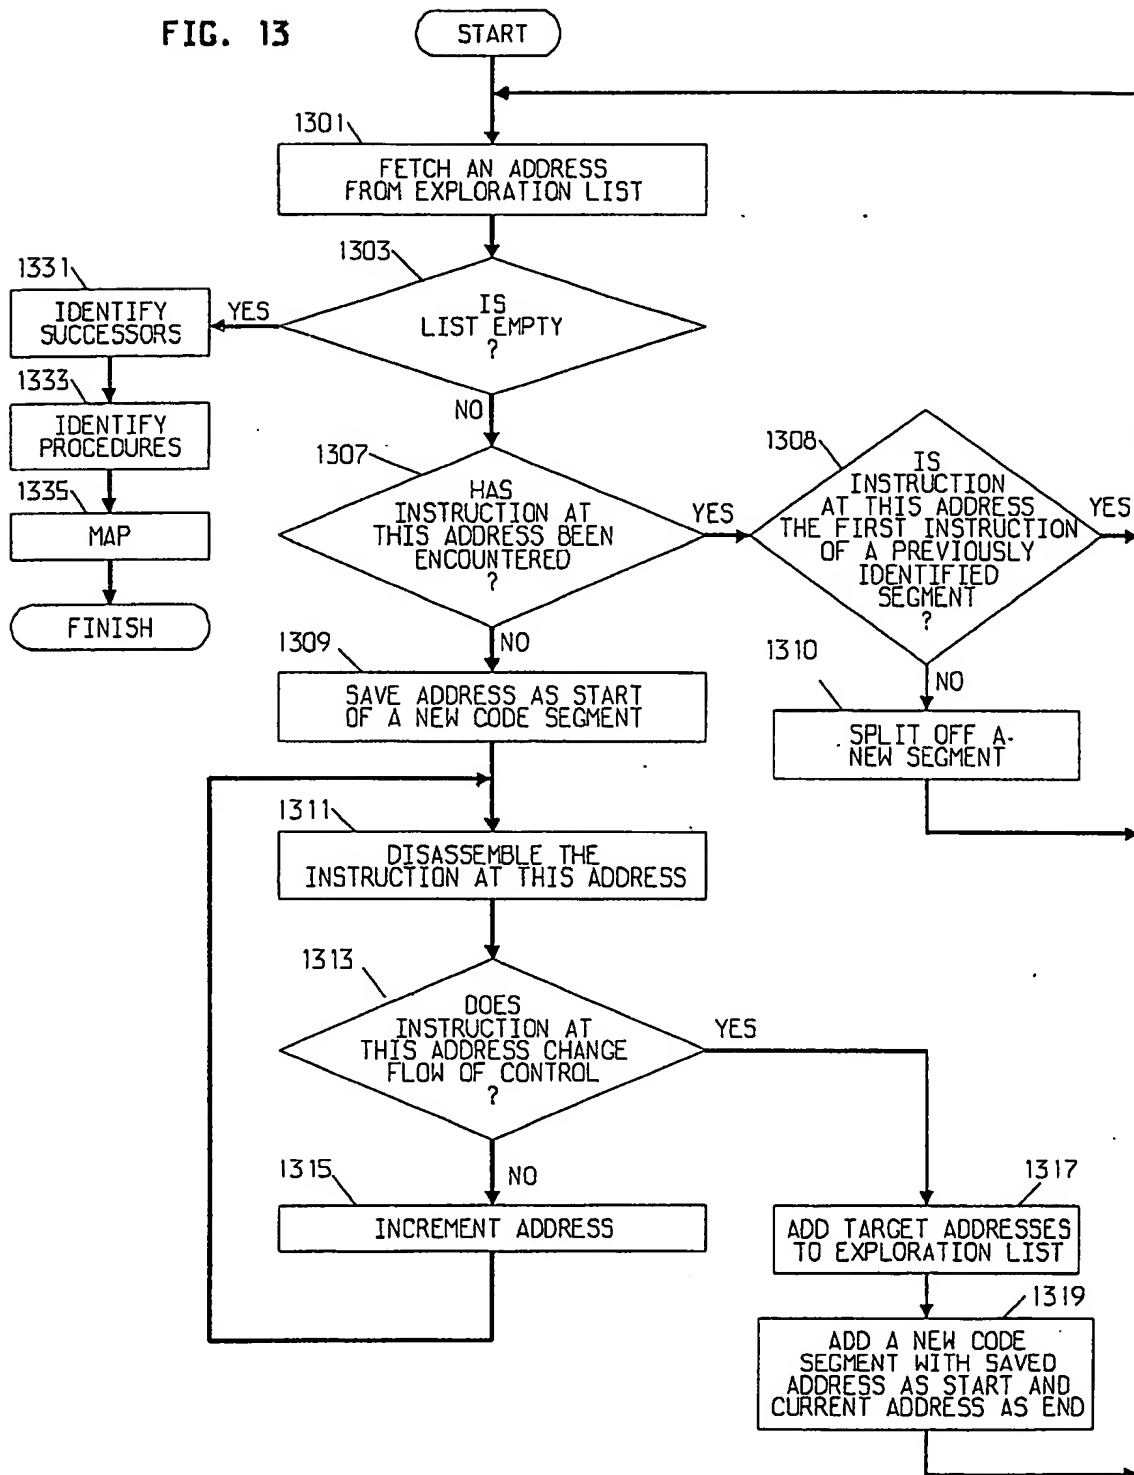 FIG. 13
START
1301
FETCH AN ADDRESS
FROM EXPLORATION LIST
1303
IS
LIST EMPTY
?
YES
NO
1331
IDENTIFY
SUCCESSORS
1333
IDENTIFY
PROCEDURES
1335
MAP
FINISH
1307
HAS
INSTRUCTION AT
THIS ADDRESS BEEN
ENCOUNTERED
?
YES
NO
1308
IS
INSTRUCTION
AT THIS ADDRESS
THE FIRST INSTRUCTION
OF A PREVIOUSLY
IDENTIFIED
SEGMENT
?
YES
NO
1310
SPLIT OFF A
NEW SEGMENT
1309
SAVE ADDRESS AS START
OF A NEW CODE SEGMENT
1311
DISASSEMBLE THE
INSTRUCTION AT THIS ADDRESS
1313
DOES
INSTRUCTION AT
THIS ADDRESS CHANGE
FLOW OF CONTROL
?
YES
NO
1315
INCREMENT ADDRESS
1317
ADD TARGET ADDRESSES
TO EXPLORATION LIST
1319
ADD A NEW CODE
SEGMENT WITH SAVED
ADDRESS AS START AND
CURRENT ADDRESS AS END